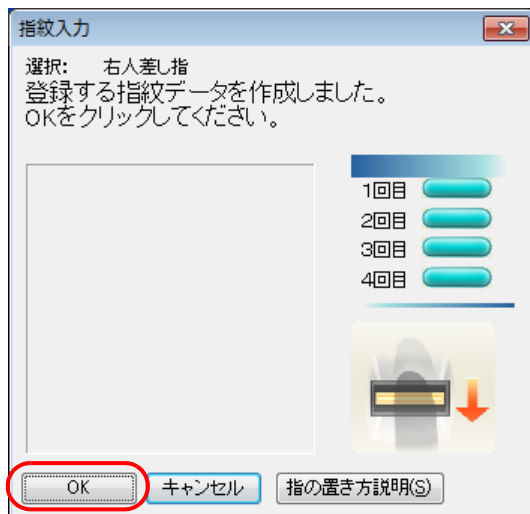 指紋入力
選択: 右人差し指
登録する指紋データを作成しました。
OKをクリックしてください。
1回目
2回目
3回目
4回目
OK
キャンセル
指の置き方説明(S)